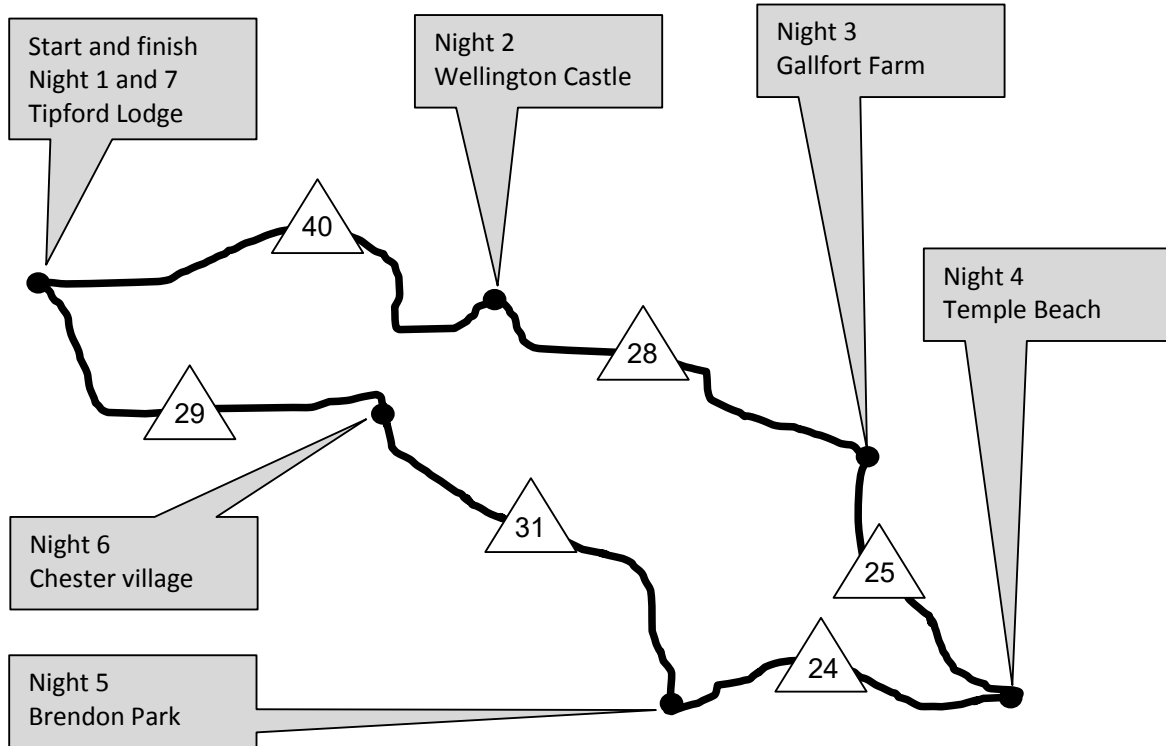 Start and finish
Night 1 and 7
Tipford Lodge
Night 2
Wellington Castle
Night 3
Gallfort Farm
40
Night 4
Temple Beach
28
29
31
Night 6
Chester village
25
24
Night 5
Brendon Park